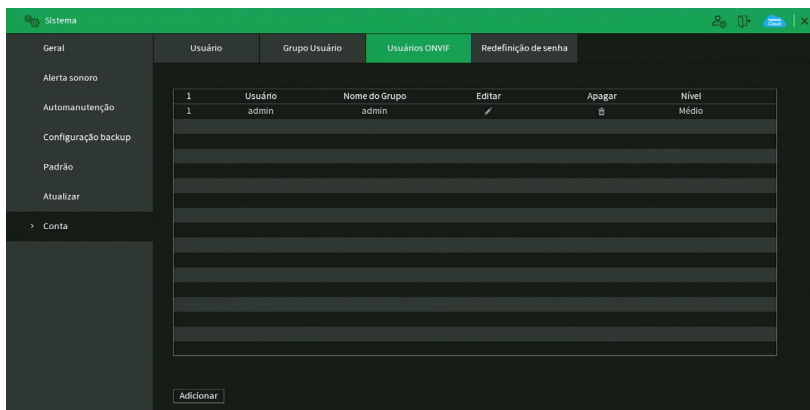 Sistema
Geral
Alerta sonoro
Automanutenção
Configuração backup
Padrão
Atualizar
> Conta
Usuário Grupo Usuário Usuários ONVIF Redefinição de senha
1 Usuário Nome do Grupo Editar Apagar Nível
1 admin admin Médio
Adicionar